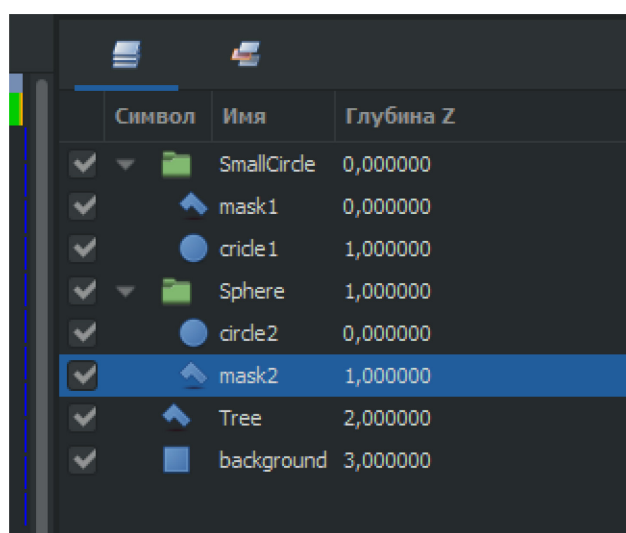 Символ Имя Глубина Z
SmallCircle 0,000000
mask1 0,000000
cricle1 1,000000
Sphere 1,000000
circle2 0,000000
mask2 1,000000
Tree 2,000000
background 3,000000